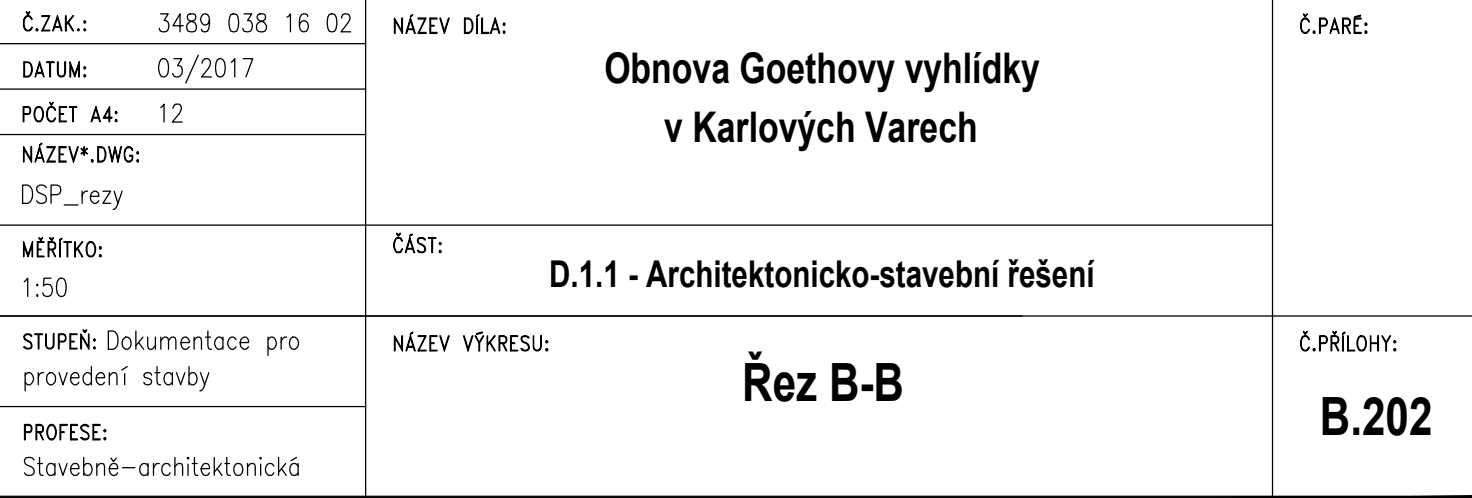 Č.ZAK.: 3489 038 16 02
DATUM: 03/2017
POČET A4: 12
NÁZEV*.DWG:
DSP_rezy
MĚŘÍTKO:
1:50
STUPEŇ: Dokumentace pro
provedení stavby
PROFESE:
Stavebně-architektonická
NÁZEV DÍLA:
Obnova Goethovy vyhlídky
v Karlových Varech
ČÁST:
D.1.1 - Architektonicko-stavební řešení
NÁZEV VÝKRESU:
Řez B-B
Č.PARÉ:
Č.PŘÍLOHY:
B.202